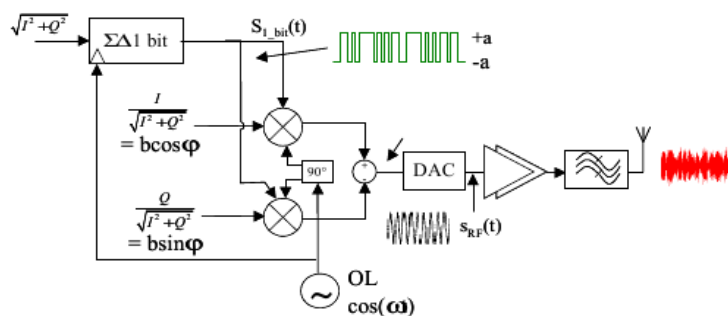 √I²+Q²
ΣΔ1 bit
S1_bit(t)
+a
-a
I
√I²+Q²
= bcosφ
90°
+
-
DAC
sRF(t)
Q
√I²+Q²
= bsinφ
~
OL
cos(ωt)